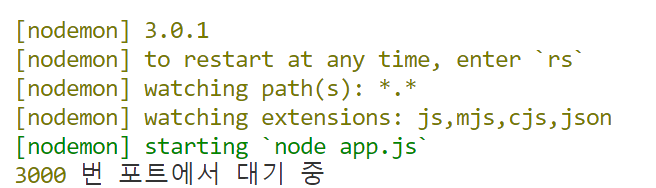 [nodemon] 3.0.1
[nodemon] to restart at any time, enter `rs`
[nodemon] watching path(s): *.*
[nodemon] watching extensions: js,mjs,cjs,json
[nodemon] starting `node app.js`
3000 번 포트에서 대기 중